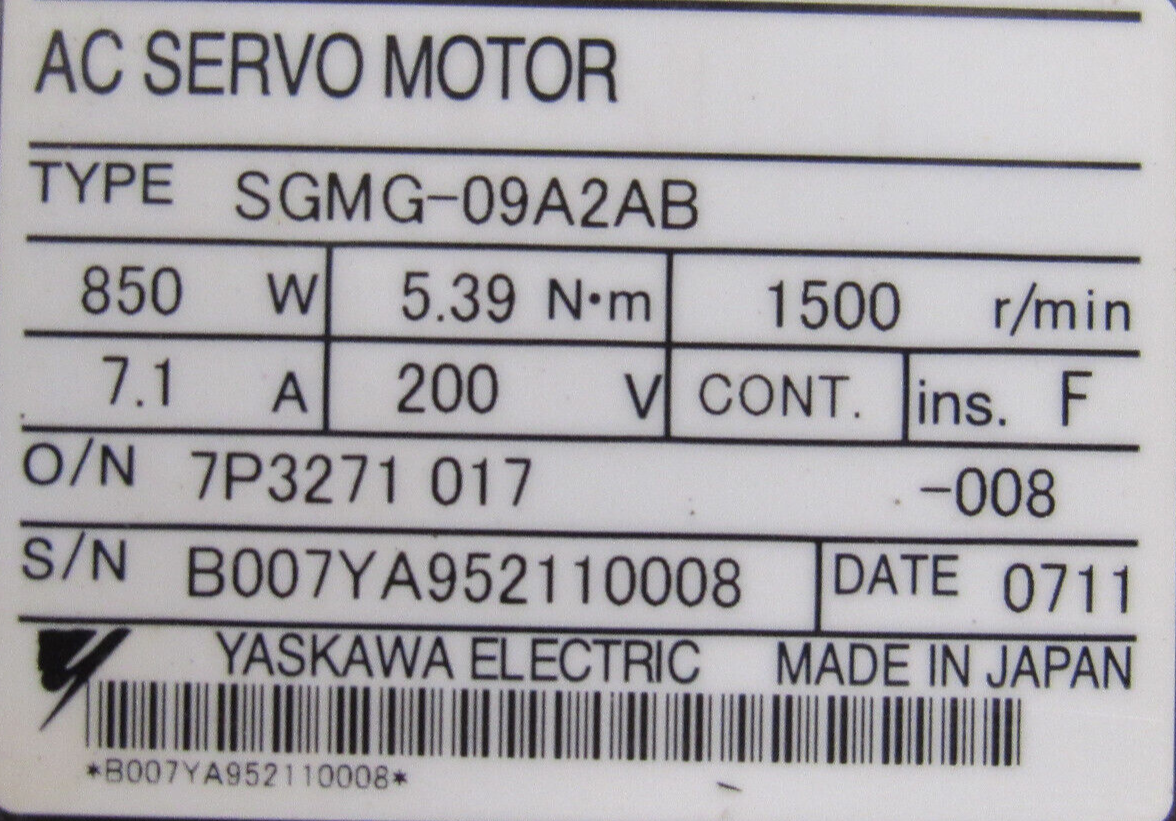 AC SERVO MOTOR
TYPE SGMG-09A2AB
850 W 5.39 N·m 1500 r/min
7.1 A 200 V CONT. ins. F
O/N 7P3271 017 -008
S/N B007YA952110008 DATE 0711
YASKAWA ELECTRIC MADE IN JAPAN
*B007YA952110008*